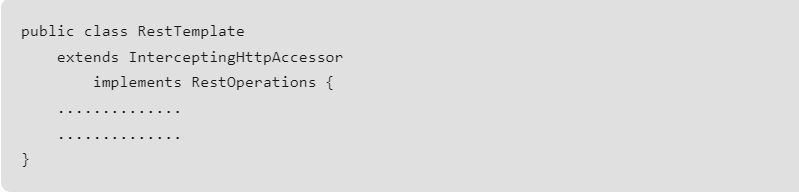 public class RestTemplate
    extends InterceptingHttpAccessor
        implements RestOperations {
    ..............
    ..............
}